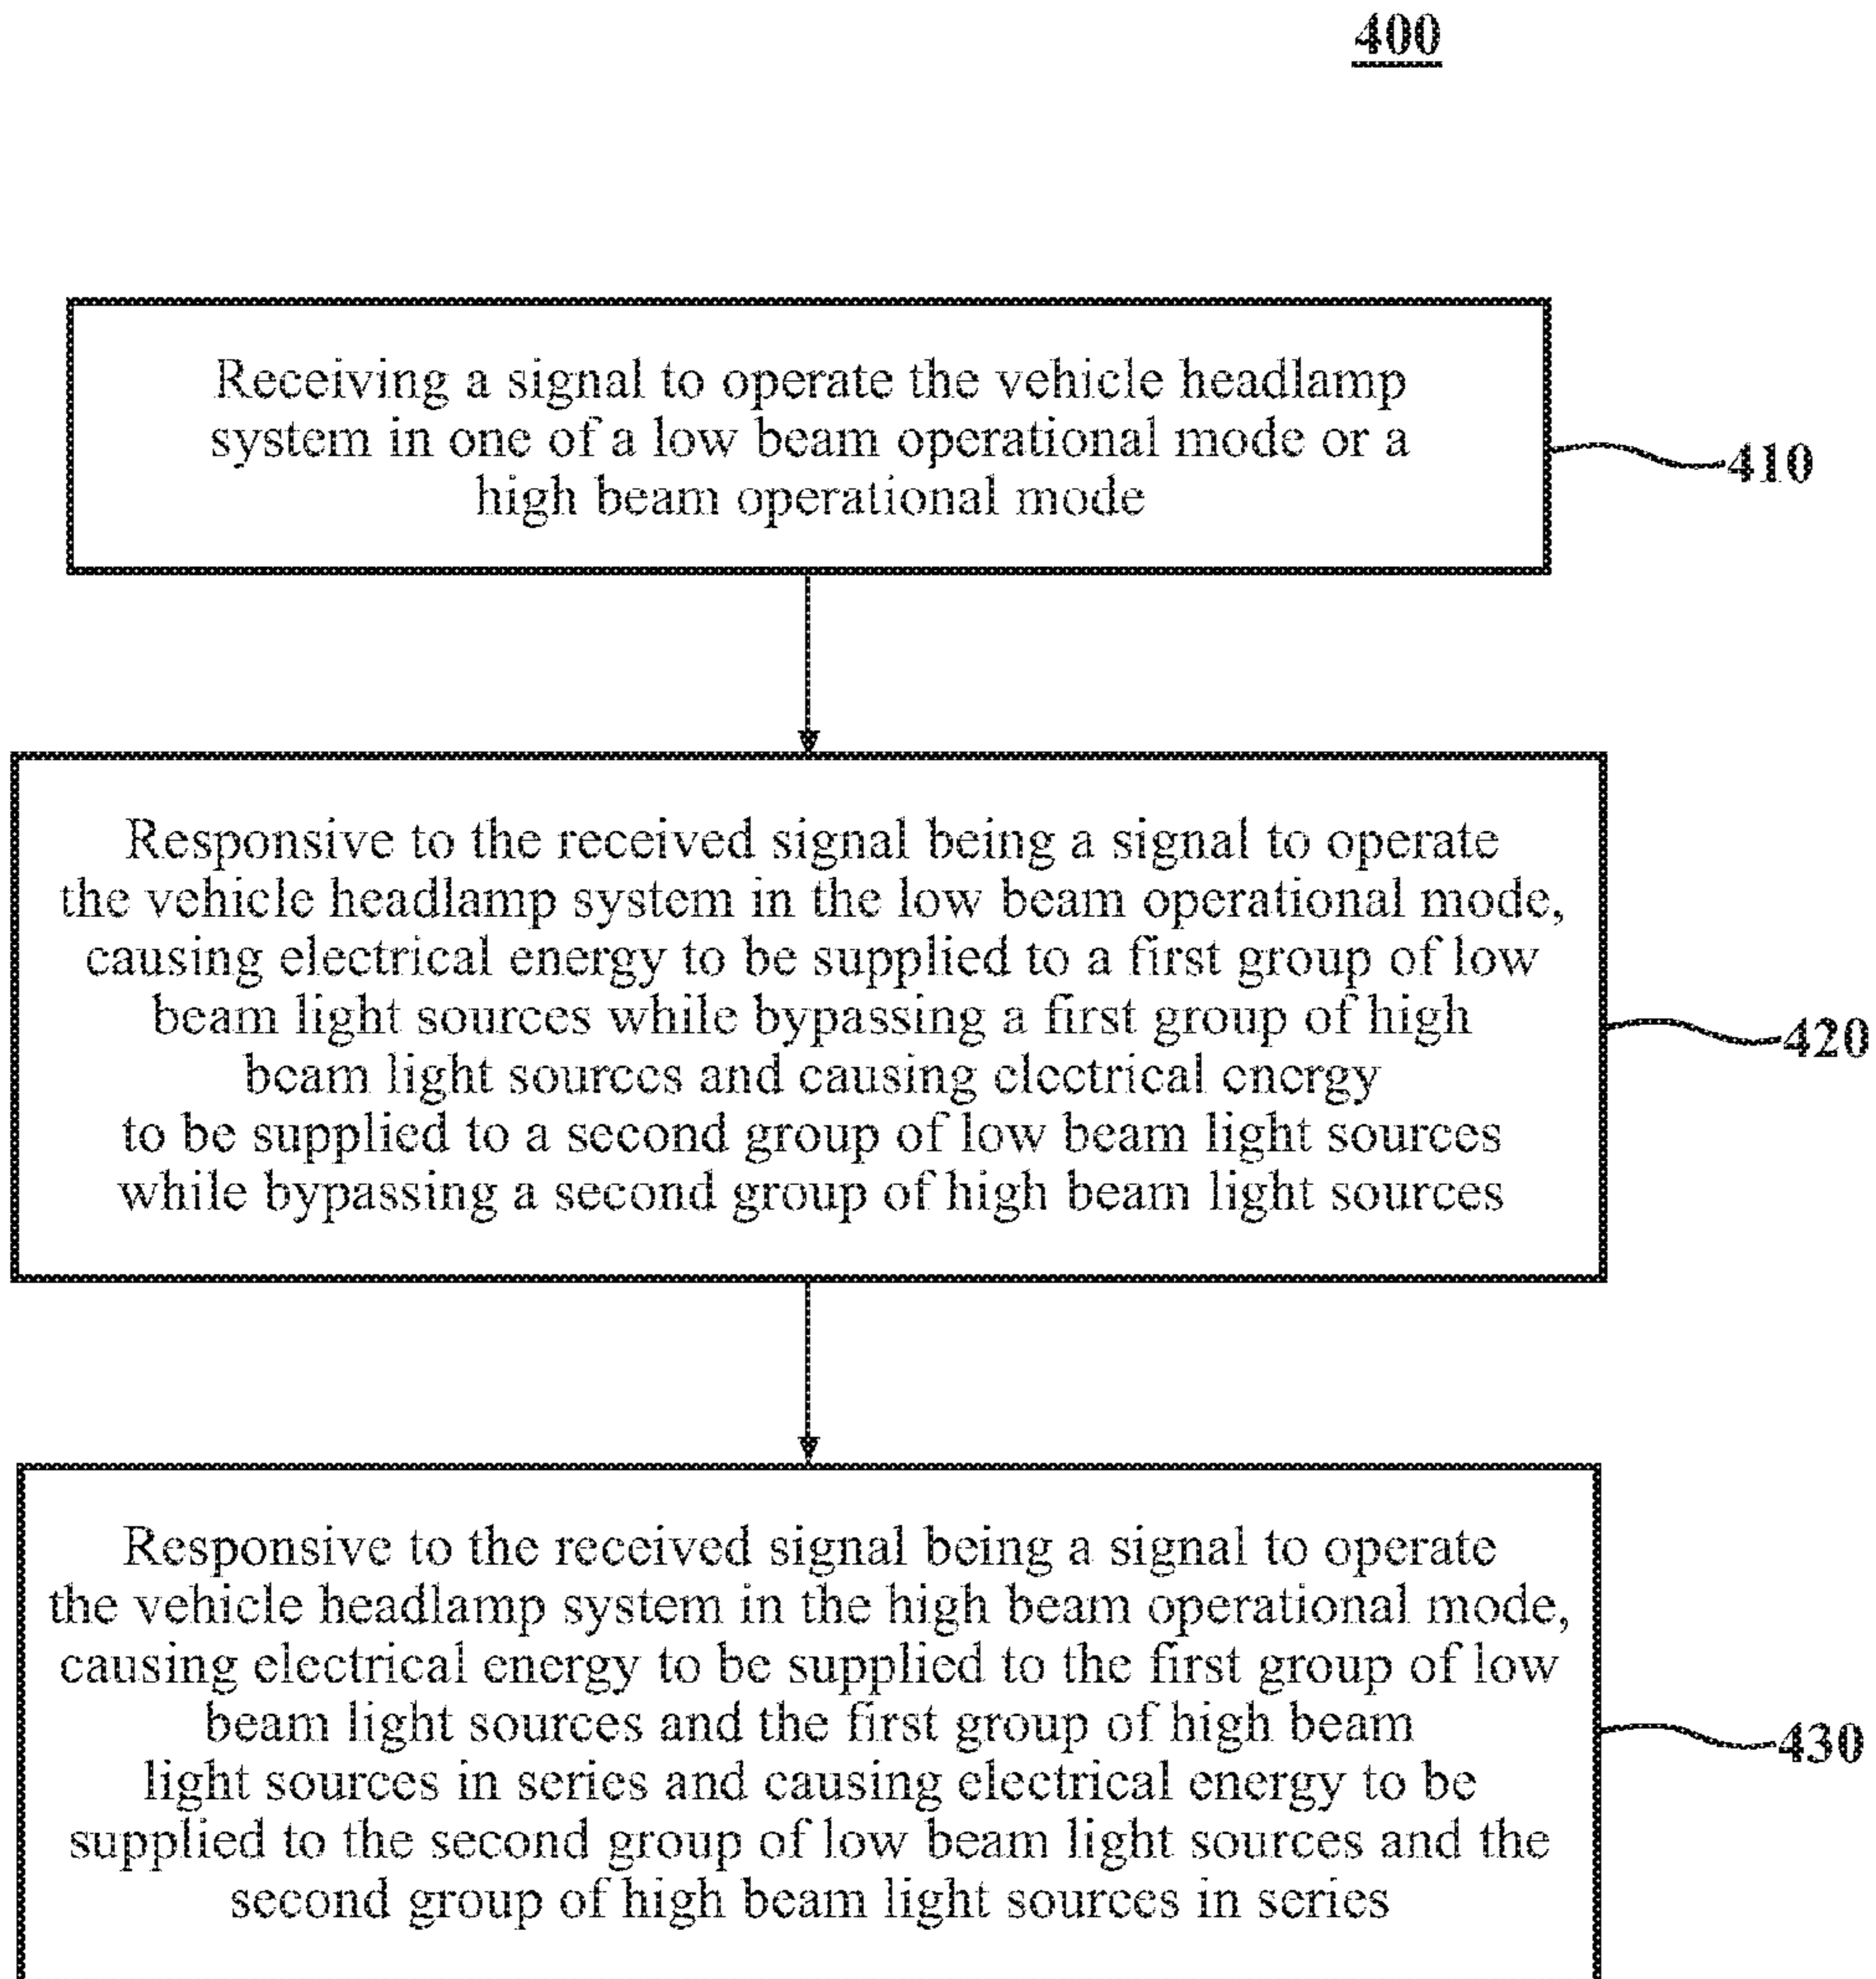 400
Receiving a signal to operate the vehicle headlamp
system in one of a low beam operational mode or a
high beam operational mode
410
Responsive to the received signal being a signal to operate
the vehicle headlamp system in the low beam operational mode,
causing electrical energy to be supplied to a first group of low
beam light sources while bypassing a first group of high
beam light sources and causing electrical energy
to be supplied to a second group of low beam light sources
while bypassing a second group of high beam light sources
420
Responsive to the received signal being a signal to operate
the vehicle headlamp system in the high beam operational mode,
causing electrical energy to be supplied to the first group of low
beam light sources and the first group of high beam
light sources in series and causing electrical energy to be
supplied to the second group of low beam light sources and the
second group of high beam light sources in series
430